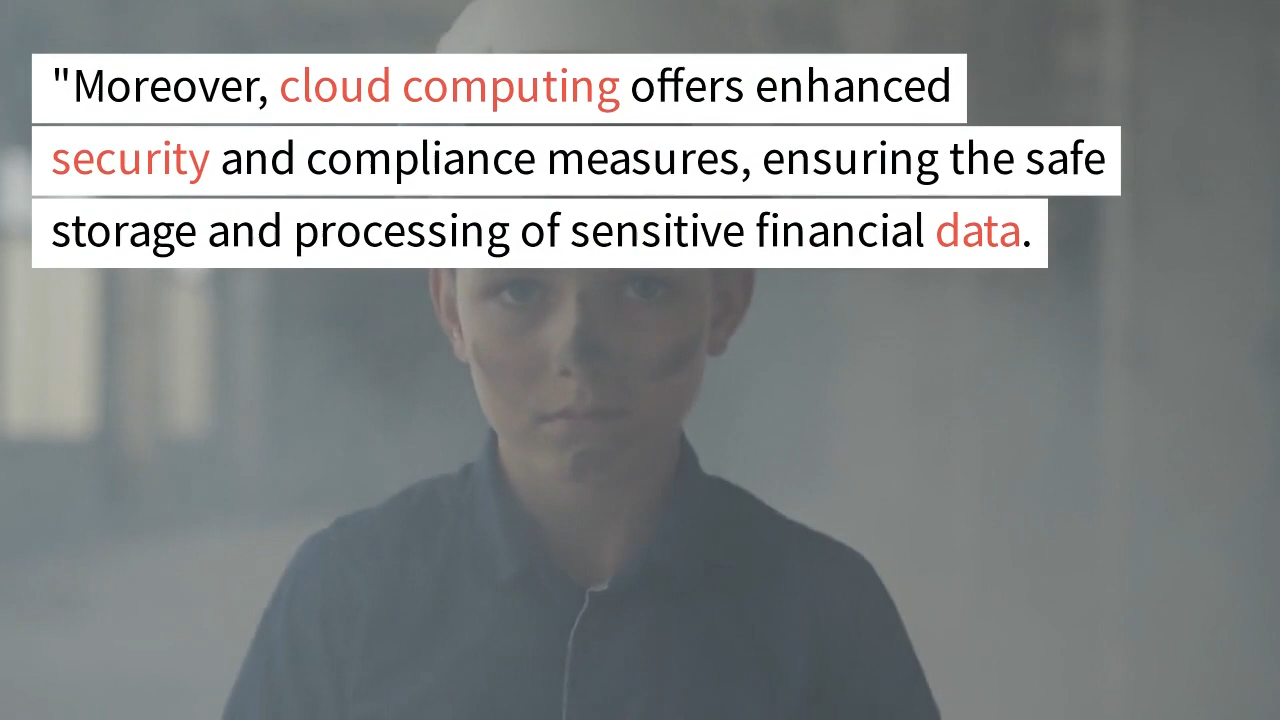 "Moreover, cloud computing offers enhanced
security and compliance measures, ensuring the safe
storage and processing of sensitive financial data.